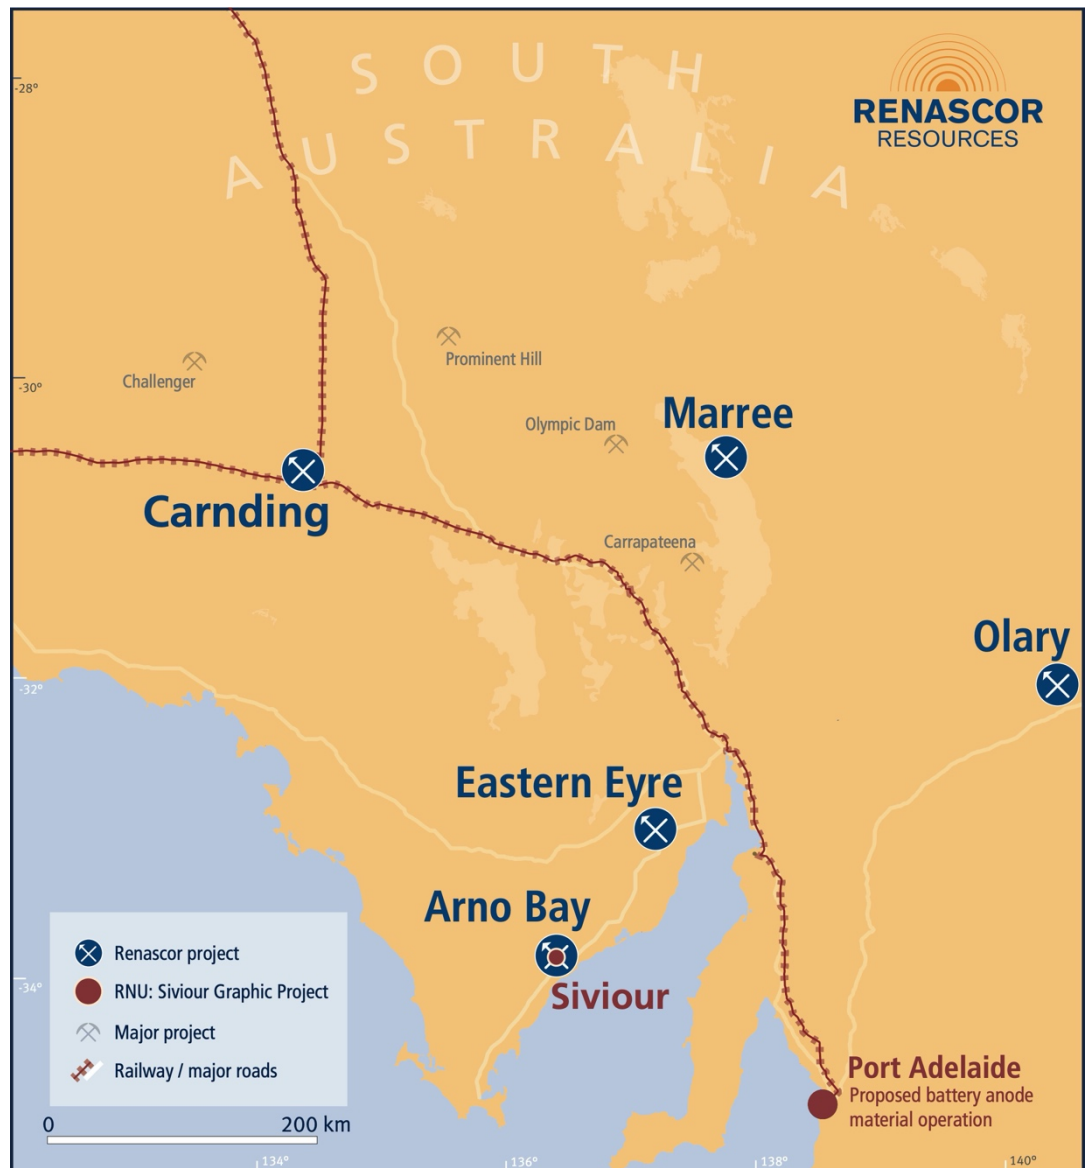 SOUTH
AUSTRALIA
RENASCOR
RESOURCES
-28°
Prominent Hill
Challenger
-30°
Marree
Olympic Dam
Carnding
Carrapateena
Olary
-32°
Eastern Eyre
Arno Bay
Siviour
-34°
Renascor project
RNU: Siviour Graphic Project
Major project
Railway / major roads
0 200 km
Port Adelaide
Proposed battery anode
material operation
134° 136° 138° 140°